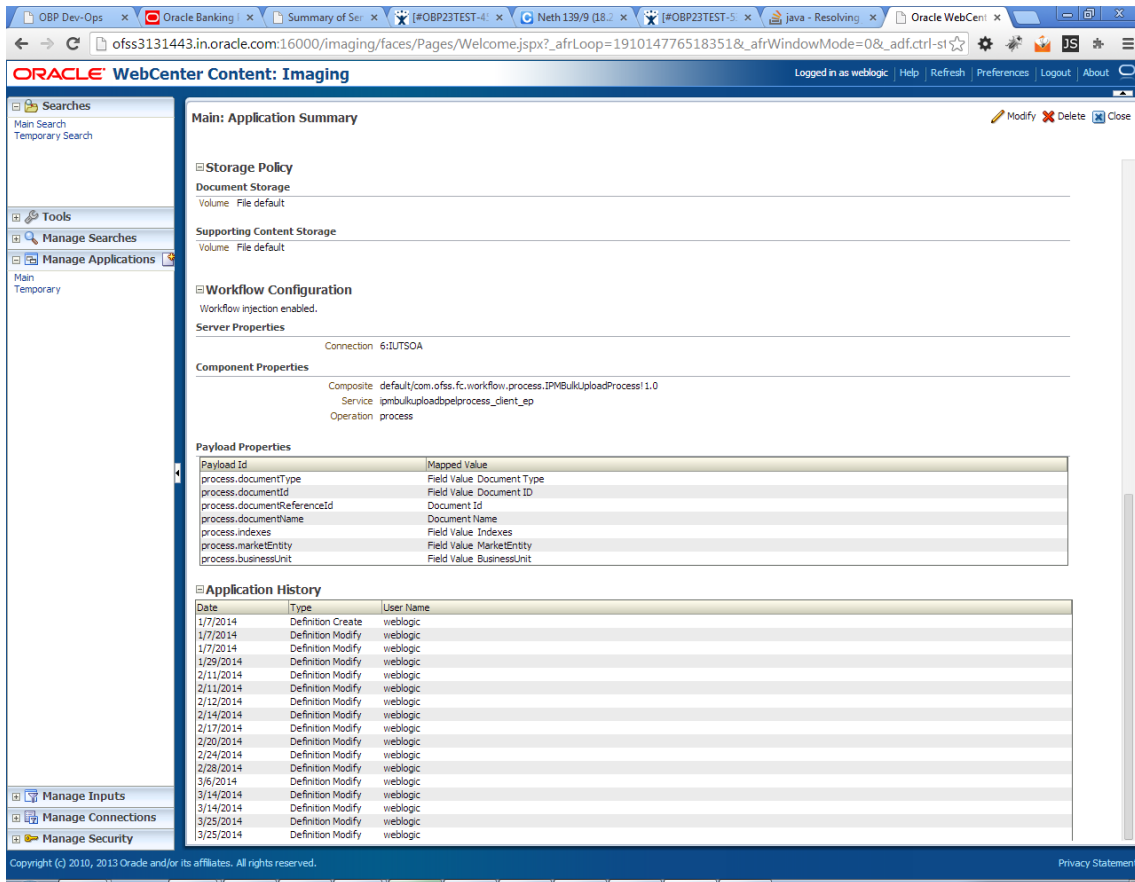 OBP Dev-Ops
Oracle Banking
Summary of Ser
[#OBP23TEST-4
Neth 139/9 (18.2
[#OBP23TEST-5
java - Resolving
Oracle WebCent
ofss3131443.in.oracle.com:16000/imaging/faces/Pages/Welcome.jspx?_afrLoop=191014776518351&_afrWindowMode=0&_adf.ctrl-st
JS
ORACLE WebCenter Content: Imaging
Logged in as weblogic Help Refresh Preferences Logout About
Searches
Main Search
Temporary Search
Tools
Manage Searches
Manage Applications
Main
Temporary
Manage Inputs
Manage Connections
Manage Security
Main: Application Summary
Modify Delete Close
Storage Policy
Document Storage
Volume File default
Supporting Content Storage
Volume File default
Workflow Configuration
Workflow injection enabled.
Server Properties
Connection 6:IUTSOA
Component Properties
Composite default/com.ofss.fc.workflow.process.IPMBulkUploadProcess!1.0
Service ipmbulkuploadbpelprocess_client_ep
Operation process
Payload Properties
Payload Id Mapped Value
process.documentType Field Value Document Type
process.documentId Field Value Document ID
process.documentReferenceId Document Id
process.documentName Document Name
process.indexes Field Value Indexes
process.marketEntity Field Value MarketEntity
process.businessUnit Field Value BusinessUnit
Application History
Date Type User Name
1/7/2014 Definition Create weblogic
1/7/2014 Definition Modify weblogic
1/7/2014 Definition Modify weblogic
1/29/2014 Definition Modify weblogic
2/11/2014 Definition Modify weblogic
2/11/2014 Definition Modify weblogic
2/12/2014 Definition Modify weblogic
2/14/2014 Definition Modify weblogic
2/17/2014 Definition Modify weblogic
2/20/2014 Definition Modify weblogic
2/24/2014 Definition Modify weblogic
2/28/2014 Definition Modify weblogic
3/6/2014 Definition Modify weblogic
3/14/2014 Definition Modify weblogic
3/14/2014 Definition Modify weblogic
3/25/2014 Definition Modify weblogic
3/25/2014 Definition Modify weblogic
Copyright (c) 2010, 2013 Oracle and/or its affiliates. All rights reserved.
Privacy Statement